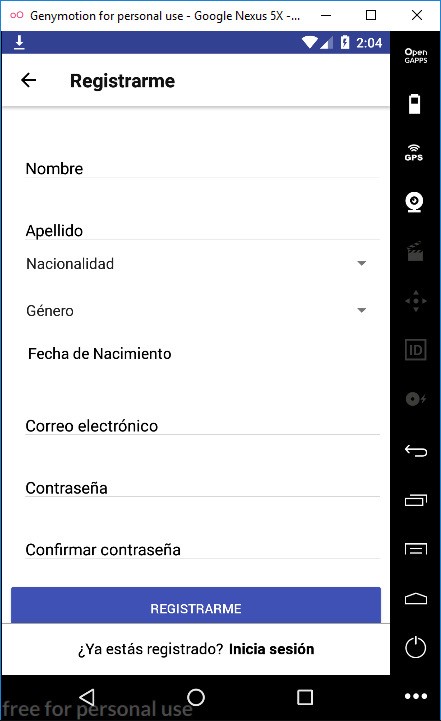 Genymotion for personal use - Google Nexus 5X -...
2:04
Open
GAPPS
Registrarme
GPS
Nombre
Apellido
Nacionalidad
Género
ID
Fecha de Nacimiento
Correo electrónico
Contraseña
Confirmar contraseña
REGISTRARME
¿Ya estás registrado? Inicia sesión
free for personal use